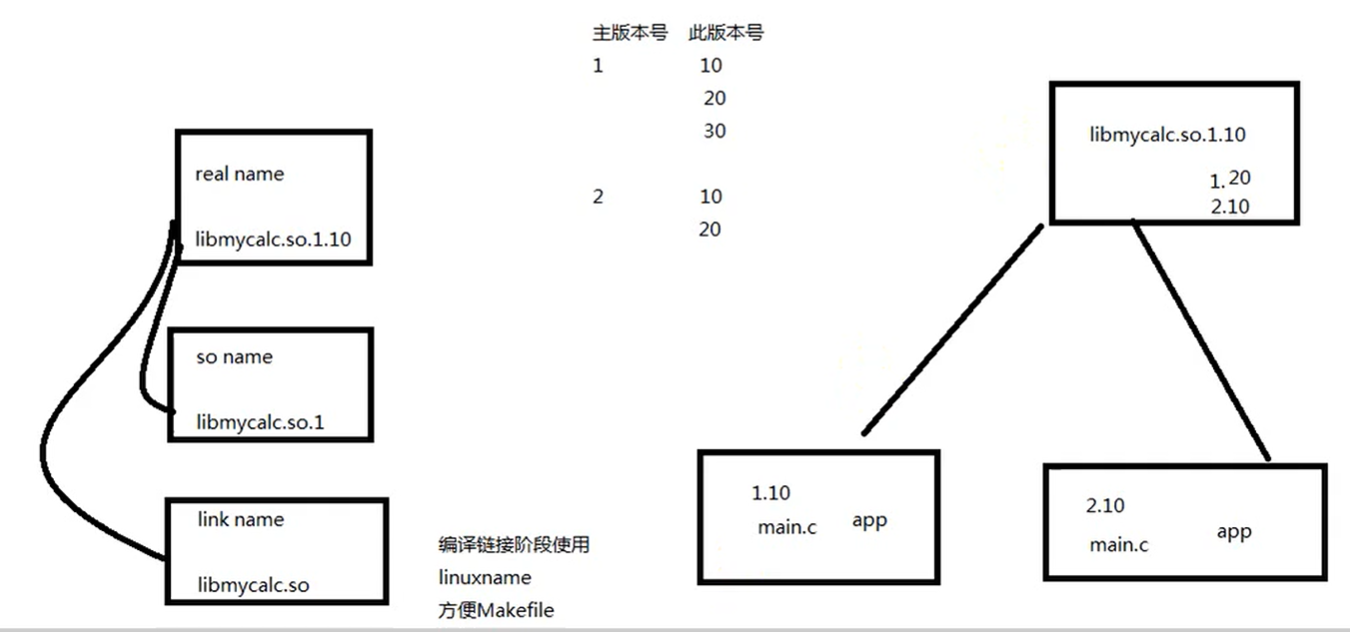 主版本号 此版本号
1 10
20
30
2 10
20
real name
libmycalc.so.1.10
so name
libmycalc.so.1
link name
libmycalc.so
编译链接阶段使用
linuxname
方便Makefile
libmycalc.so.1.10
1.20
2.10
1.10
main.c app
2.10
main.c app